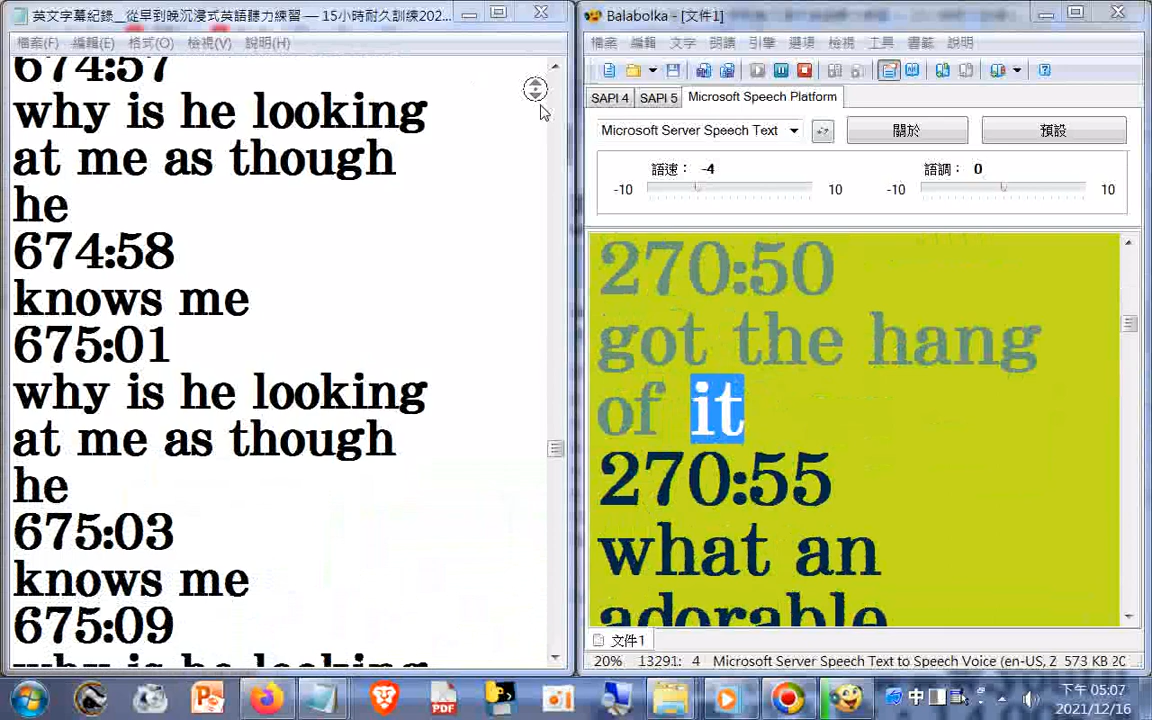 英文字幕紀錄__從早到晚沉浸式英語聽力練習 — 15小時耐久訓練202...
檔案(F) 編輯(E) 格式(O) 檢視(V) 說明(H)
674:57
why is he looking
at me as though
he
674:58
knows me
675:01
why is he looking
at me as though
he
675:03
knows me
675:09
why is he looking
Balabolka - [文件1]
檔案 編輯 文字 朗讀 引擎 選項 檢視 工具 書籤 說明
SAPI 4 SAPI 5 Microsoft Speech Platform
Microsoft Server Speech Text 關於 預設
語速： -4 語調： 0
-10 10 -10 10
270:50
got the hang
of it
270:55
what an
adorable
文件1
20% 13291: 4 Microsoft Server Speech Text to Speech Voice (en-US, Z 573 KB 20
PDF 中 下午 05:07
2021/12/16